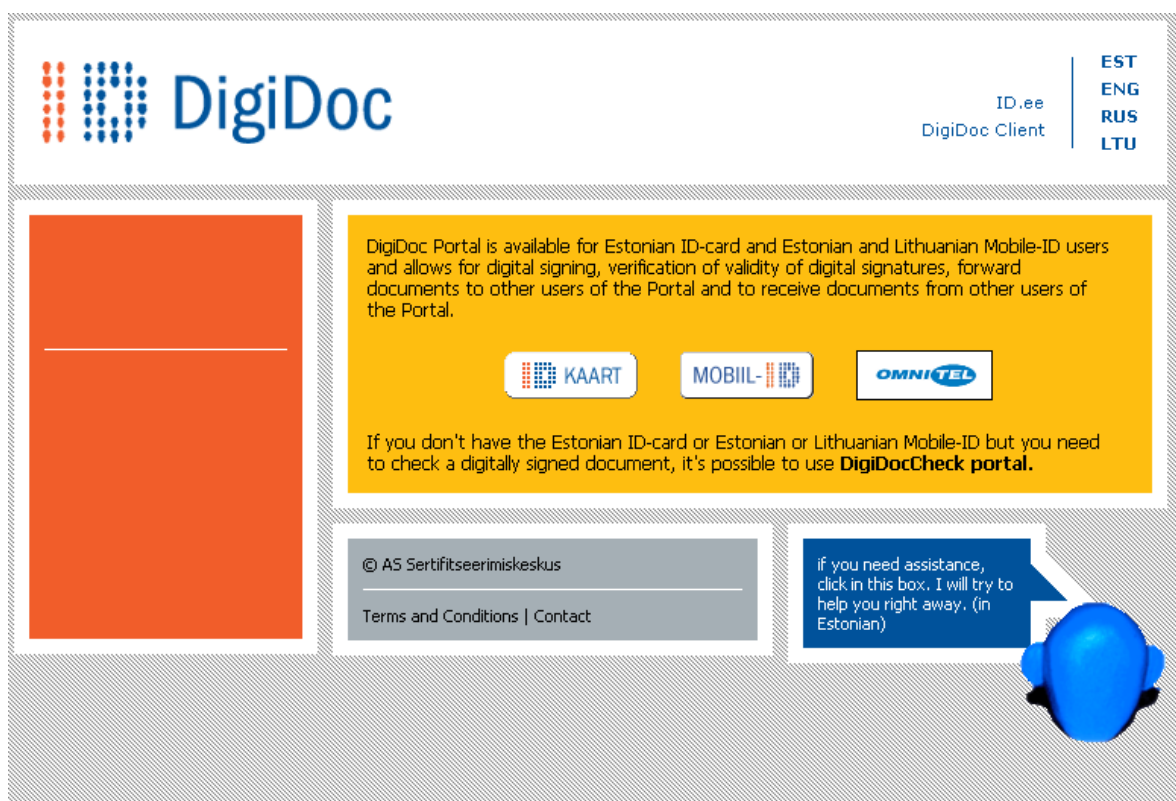 DigiDoc
ID.ee
DigiDoc Client
EST
ENG
RUS
LTU
DigiDoc Portal is available for Estonian ID-card and Estonian and Lithuanian Mobile-ID users
and allows for digital signing, verification of validity of digital signatures, forward
documents to other users of the Portal and to receive documents from other users of
the Portal.
ID KAART
MOBIIL-ID
OMNITEL
If you don't have the Estonian ID-card or Estonian or Lithuanian Mobile-ID but you need
to check a digitally signed document, it's possible to use DigiDocCheck portal.
© AS Sertifitseerimiskeskus
Terms and Conditions | Contact
if you need assistance,
click in this box. I will try to
help you right away. (in
Estonian)